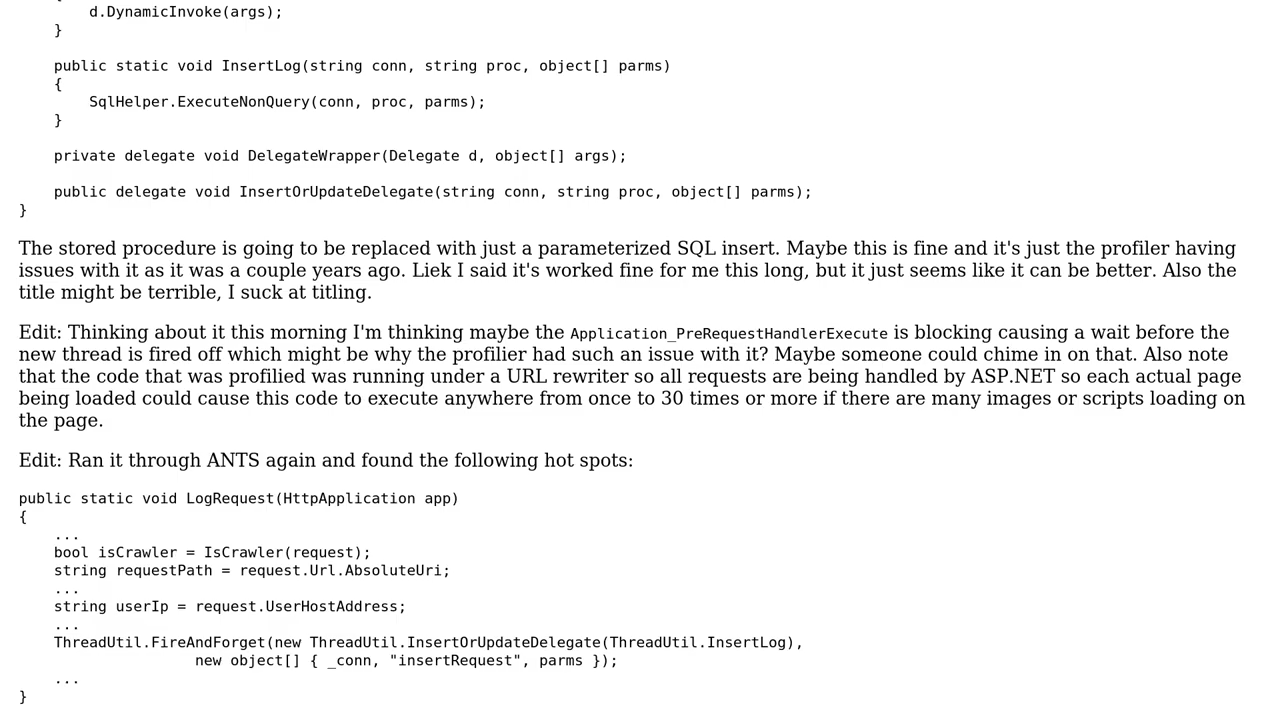 d.DynamicInvoke(args);
    }

    public static void InsertLog(string conn, string proc, object[] parms)
    {
        SqlHelper.ExecuteNonQuery(conn, proc, parms);
    }

    private delegate void DelegateWrapper(Delegate d, object[] args);

    public delegate void InsertOrUpdateDelegate(string conn, string proc, object[] parms);
}
The stored procedure is going to be replaced with just a parameterized SQL insert. Maybe this is fine and it's just the profiler having
issues with it as it was a couple years ago. Liek I said it's worked fine for me this long, but it just seems like it can be better. Also the
title might be terrible, I suck at titling.
Edit: Thinking about it this morning I'm thinking maybe the Application_PreRequestHandlerExecute is blocking causing a wait before the
new thread is fired off which might be why the profilier had such an issue with it? Maybe someone could chime in on that. Also note
that the code that was profilied was running under a URL rewriter so all requests are being handled by ASP.NET so each actual page
being loaded could cause this code to execute anywhere from once to 30 times or more if there are many images or scripts loading on
the page.
Edit: Ran it through ANTS again and found the following hot spots:
public static void LogRequest(HttpApplication app)
{
    ...
    bool isCrawler = IsCrawler(request);
    string requestPath = request.Url.AbsoluteUri;
    ...
    string userIp = request.UserHostAddress;
    ...
    ThreadUtil.FireAndForget(new ThreadUtil.InsertOrUpdateDelegate(ThreadUtil.InsertLog),
                    new object[] { _conn, "insertRequest", parms });
    ...
}